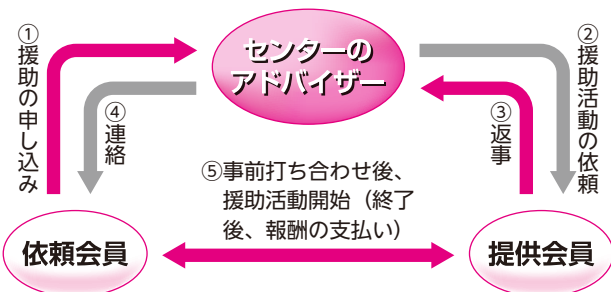 ①援助の申し込み
センターの
アドバイザー
②援助活動の依頼
④連絡
③返事
⑤事前打ち合わせ後、
援助活動開始（終了
後、報酬の支払い）
依頼会員
提供会員